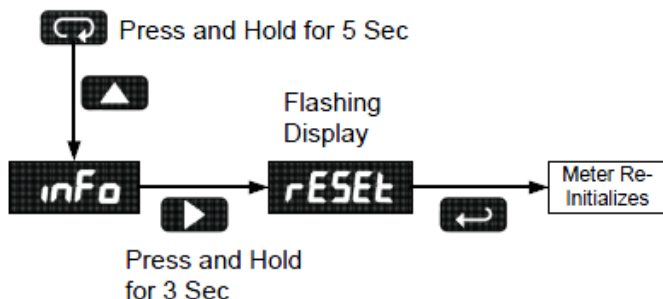 Press and Hold for 5 Sec
Flashing
Display
inFo
rESEt
Meter Re-
Initializes
Press and Hold
for 3 Sec